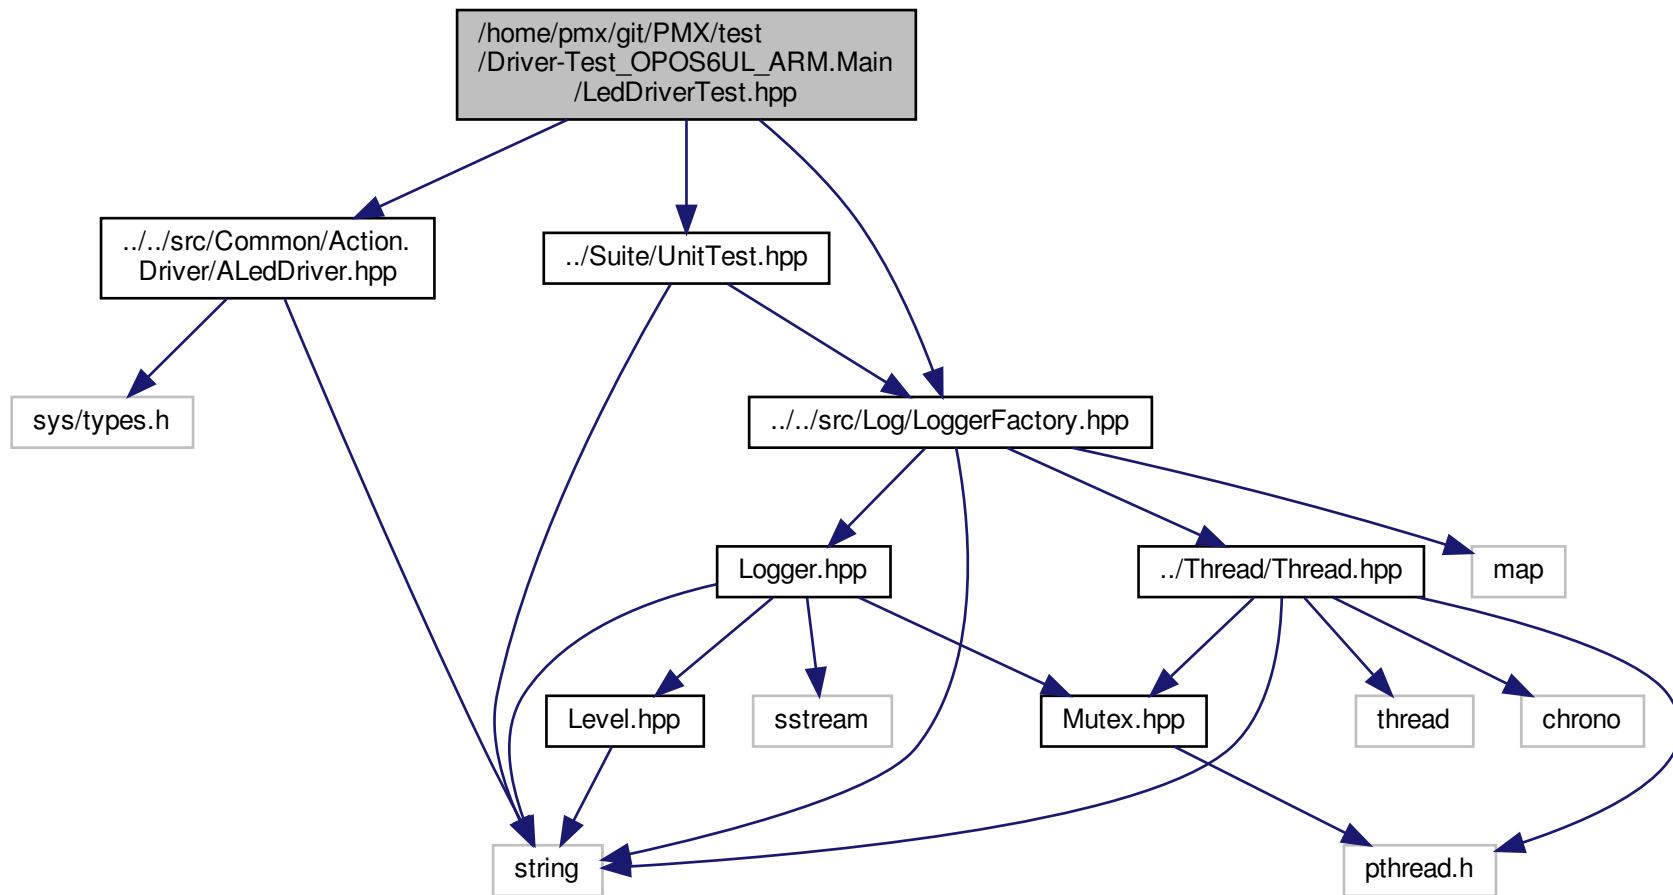 /home/pmx/git/PMX/test
/Driver-Test_OPOS6UL_ARM.Main
/LedDriverTest.hpp
../../src/Common/Action.
Driver/ALedDriver.hpp
../Suite/UnitTest.hpp
sys/types.h
../../src/Log/LoggerFactory.hpp
Logger.hpp
../Thread/Thread.hpp
map
Level.hpp
sstream
Mutex.hpp
thread
chrono
string
pthread.h